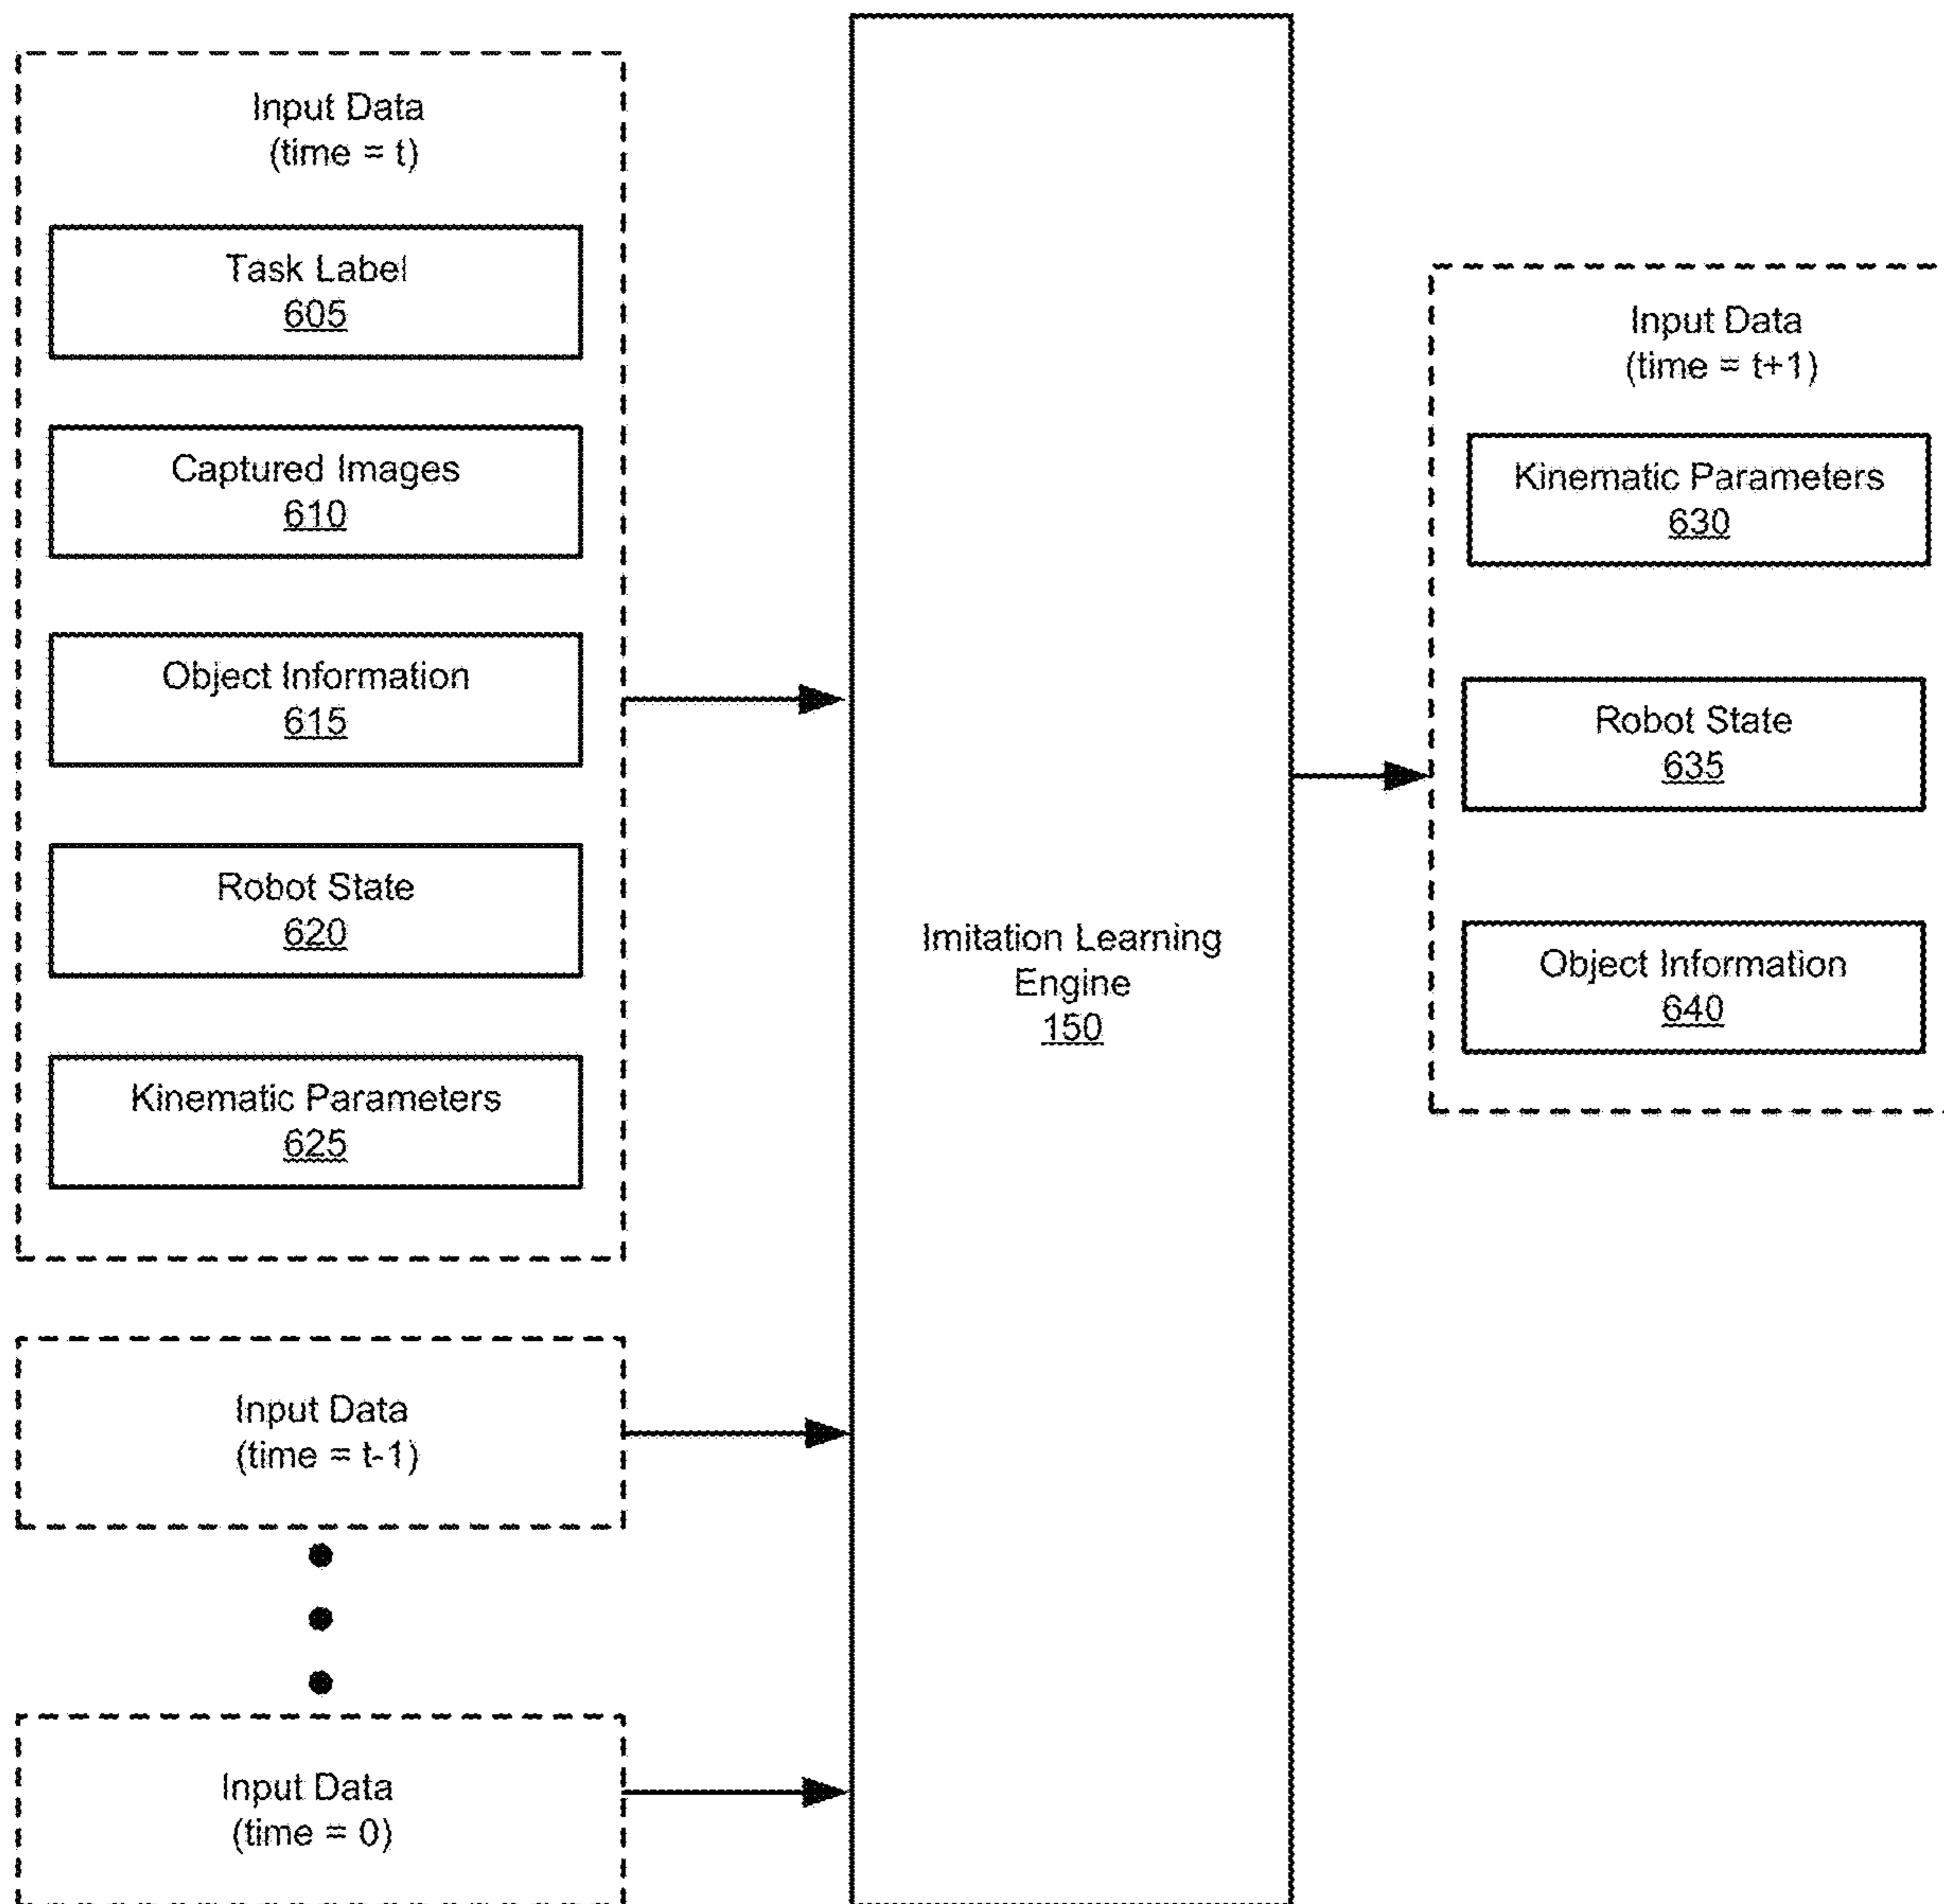 Input Data
(time = t)
Task Label
605
Captured Images
610
Object Information
615
Robot State
620
Kinematic Parameters
625
Input Data
(time = t-1)
Input Data
(time = 0)
Imitation Learning
Engine
150
Input Data
(time = t+1)
Kinematic Parameters
630
Robot State
635
Object Information
640